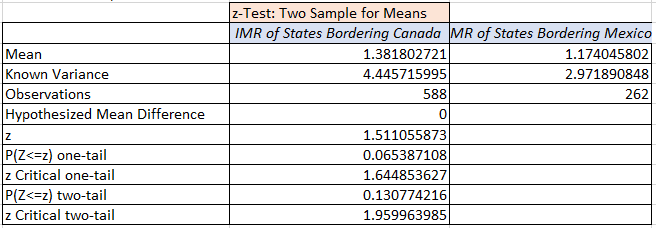 z-Test: Two Sample for Means
IMR of States Bordering Canada MR of States Bordering Mexico
Mean 1.381802721 1.174045802
Known Variance 4.445715995 2.971890848
Observations 588 262
Hypothesized Mean Difference 0
z 1.511055873
P(Z<=z) one-tail 0.065387108
z Critical one-tail 1.644853627
P(Z<=z) two-tail 0.130774216
z Critical two-tail 1.959963985